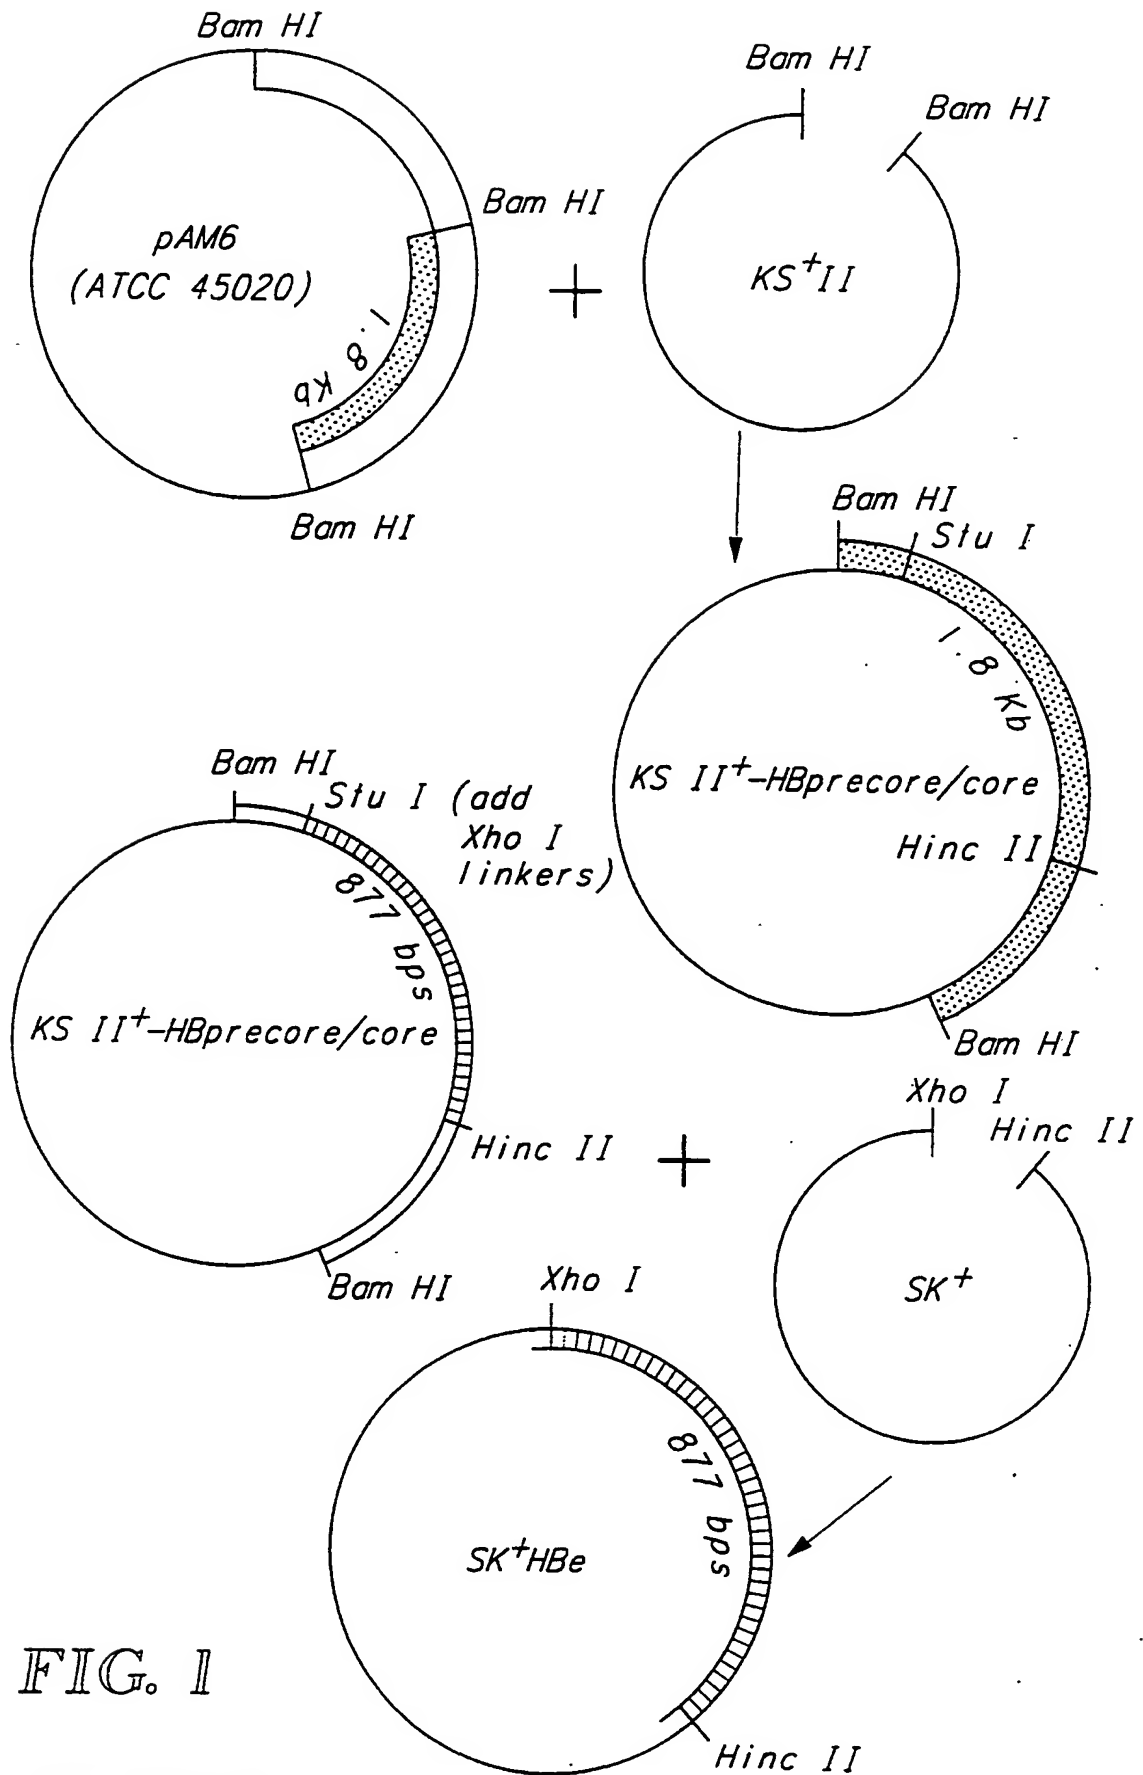 Bam HI
Bam HI
Bam HI
Bam HI
pAM6
(ATCC 45020)
+
KS+II
1.8 Kb
Bam HI
Bam HI
Stu I
1.8 Kb
Bam HI
Stu I (add
Xho I
linkers)
KS II+-HBprecore/core
Hinc II
877 bps
KS II+-HBprecore/core
Bam HI
Xho I
Hinc II
Hinc II
+
Bam HI
Xho I
SK+
877 bps
SK+HBe
FIG. 1
Hinc II